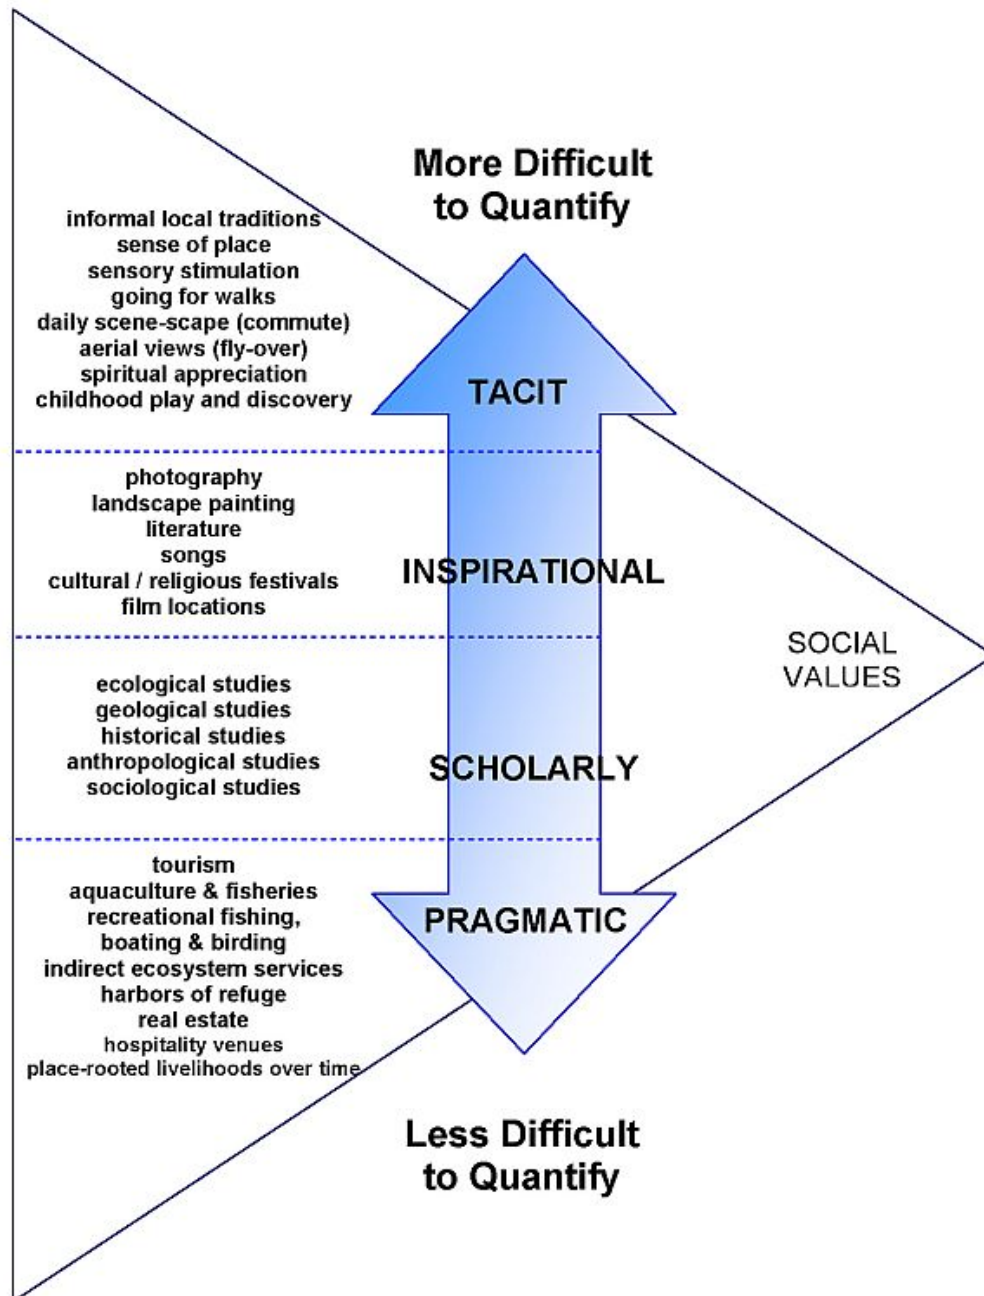 More Difficult
to Quantify
informal local traditions
sense of place
sensory stimulation
going for walks
daily scene-scape (commute)
aerial views (fly-over)
spiritual appreciation
childhood play and discovery
TACIT
photography
landscape painting
literature
songs
cultural / religious festivals
film locations
INSPIRATIONAL
SOCIAL
VALUES
ecological studies
geological studies
historical studies
anthropological studies
sociological studies
SCHOLARLY
tourism
aquaculture & fisheries
recreational fishing,
boating & birding
indirect ecosystem services
harbors of refuge
real estate
hospitality venues
place-rooted livelihoods over time
PRAGMATIC
Less Difficult
to Quantify